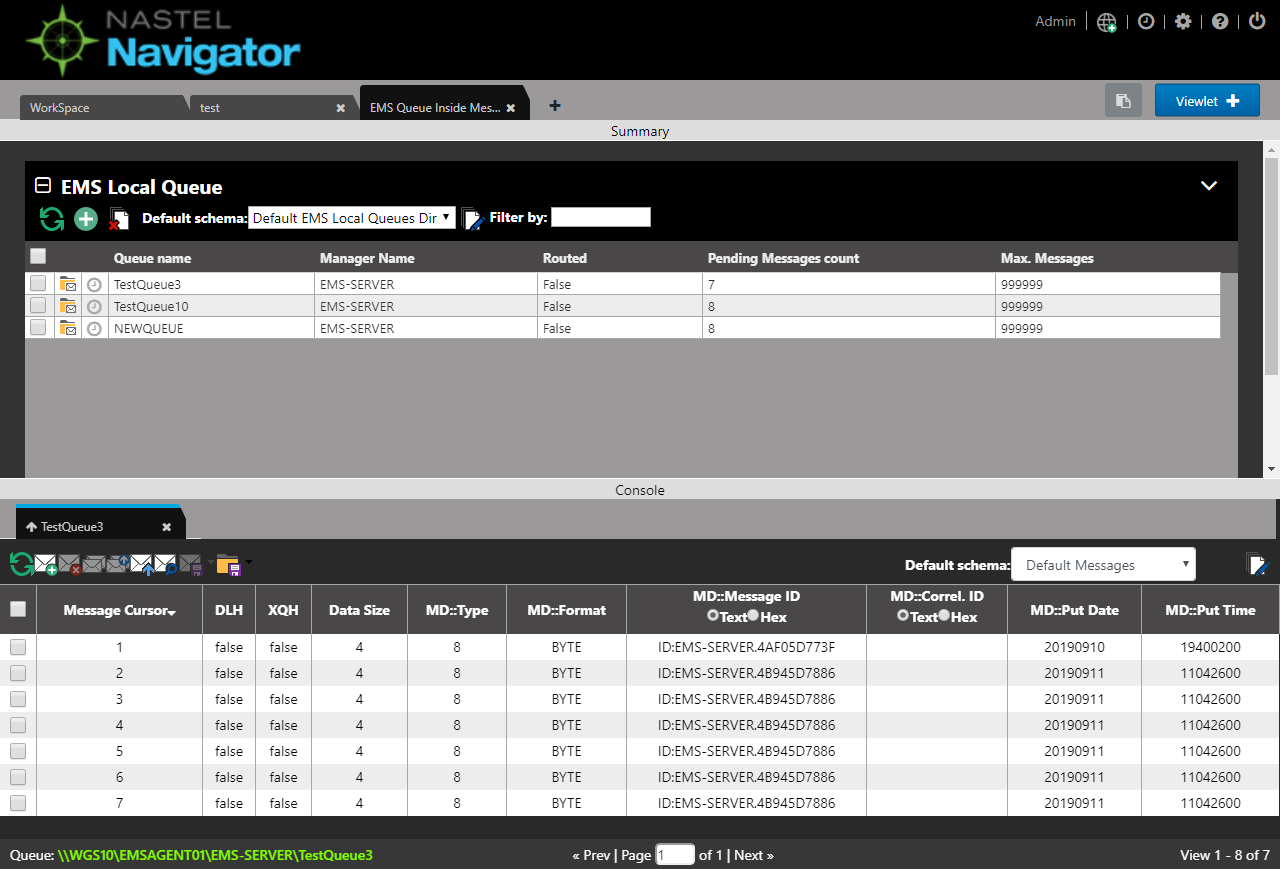 NASTEL
Navigator
Admin
WorkSpace test EMS Queue Inside Mes... Viewlet
Summary
EMS Local Queue
Default schema: Default EMS Local Queues Dir Filter by:
Queue name Manager Name Routed Pending Messages count Max. Messages
TestQueue3 EMS-SERVER False 7 999999
TestQueue10 EMS-SERVER False 8 999999
NEWQUEUE EMS-SERVER False 8 999999
Console
TestQueue3
Default schema: Default Messages
Message Cursor DLH XQH Data Size MD::Type MD::Format MD::Message ID Text Hex MD::Correl. ID Text Hex MD::Put Date MD::Put Time
1 false false 4 8 BYTE ID:EMS-SERVER.4AF05D773F 20190910 19400200
2 false false 4 8 BYTE ID:EMS-SERVER.4B945D7886 20190911 11042600
3 false false 4 8 BYTE ID:EMS-SERVER.4B945D7886 20190911 11042600
4 false false 4 8 BYTE ID:EMS-SERVER.4B945D7886 20190911 11042600
5 false false 4 8 BYTE ID:EMS-SERVER.4B945D7886 20190911 11042600
6 false false 4 8 BYTE ID:EMS-SERVER.4B945D7886 20190911 11042600
7 false false 4 8 BYTE ID:EMS-SERVER.4B945D7886 20190911 11042600
Queue: \\WGS10\EMSAGENT01\EMS-SERVER\TestQueue3 « Prev | Page 1 of 1 | Next » View 1 - 8 of 7